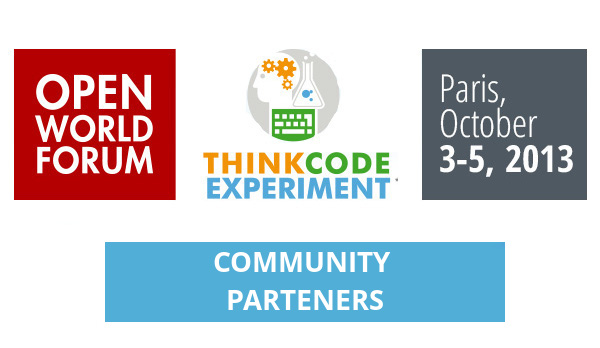 OPEN
WORLD
FORUM
THINKCODE
EXPERIMENT
Paris,
October
3-5, 2013
COMMUNITY
PARTENERS